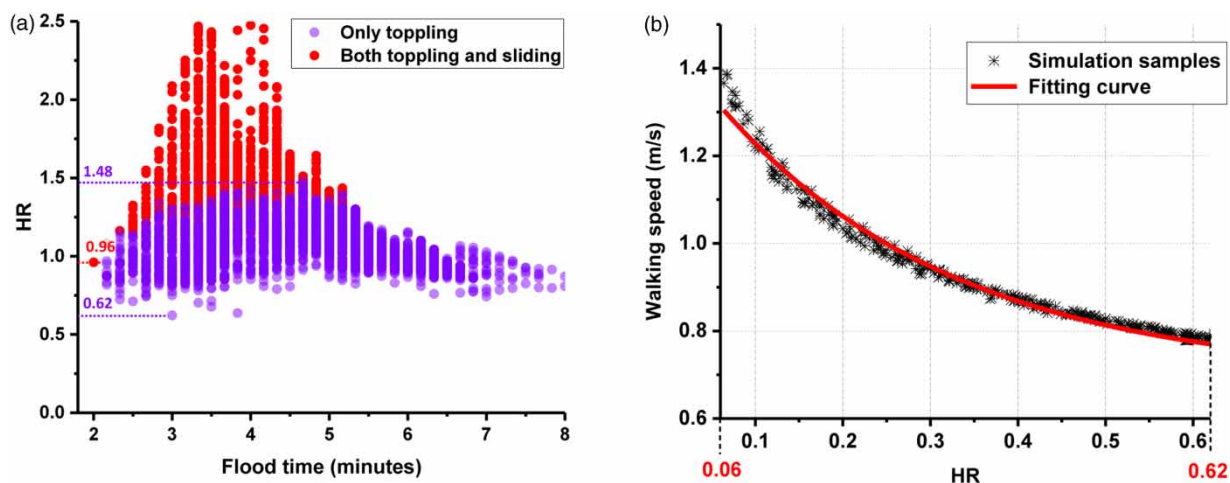 (a)
2.5
2.0
1.5
1.0
0.5
0.0
HR
1.48
0.96
0.62
Only toppling
Both toppling and sliding
2 3 4 5 6 7 8
Flood time (minutes)
(b)
1.4
1.2
1.0
0.8
0.6
Walking speed (m/s)
Simulation samples
Fitting curve
0.1 0.2 0.3 0.4 0.5 0.6
0.06 HR 0.62